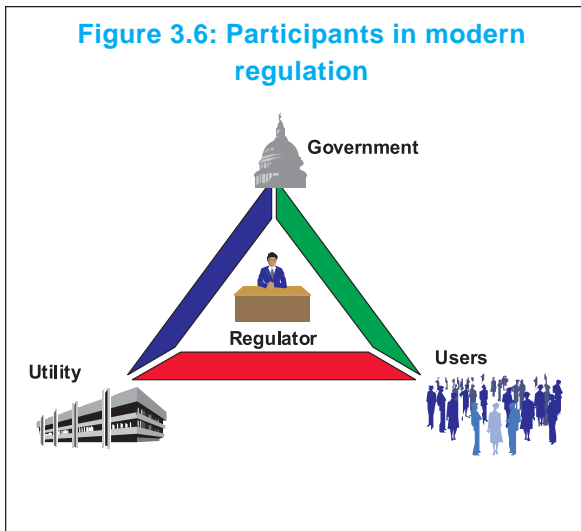 Figure 3.6: Participants in modern
regulation
Government
Regulator
Users
Utility